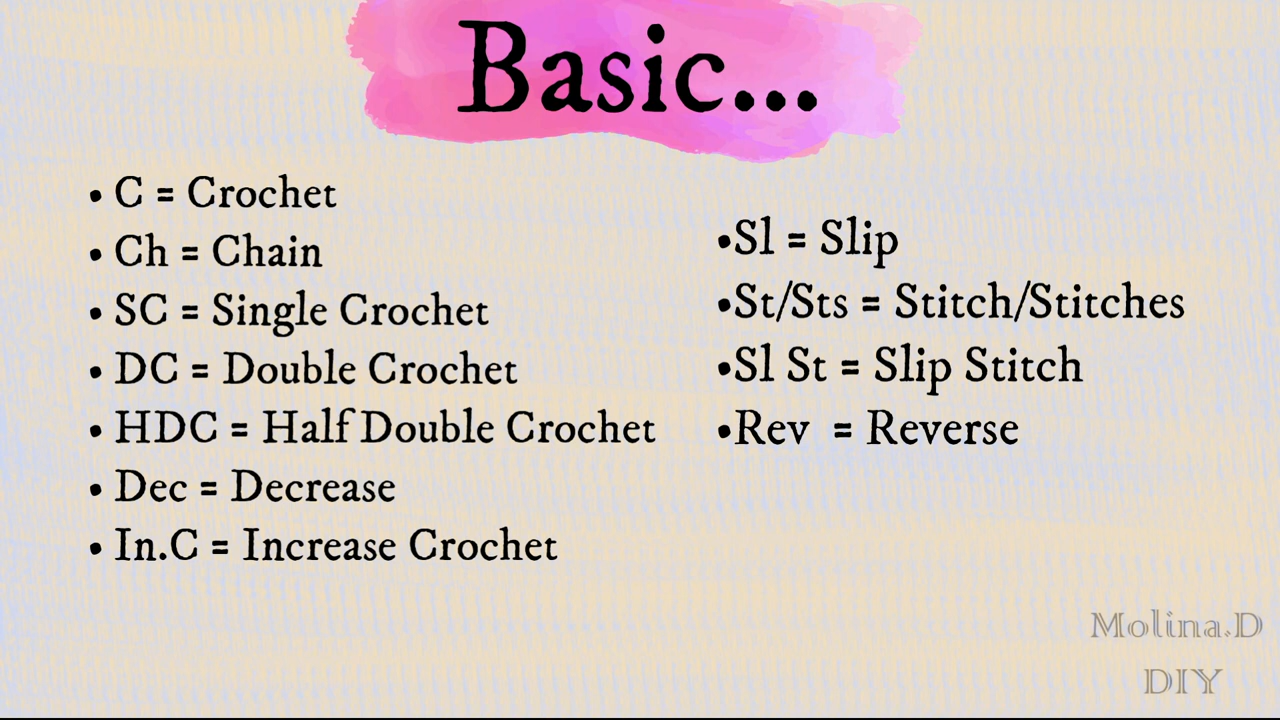 Basic...
• C = Crochet
• Ch = Chain
• SC = Single Crochet
• DC = Double Crochet
• HDC = Half Double Crochet
• Dec = Decrease
• In.C = Increase Crochet
•Sl = Slip
•St/Sts = Stitch/Stitches
•Sl St = Slip Stitch
•Rev = Reverse
Molina.D
DIY